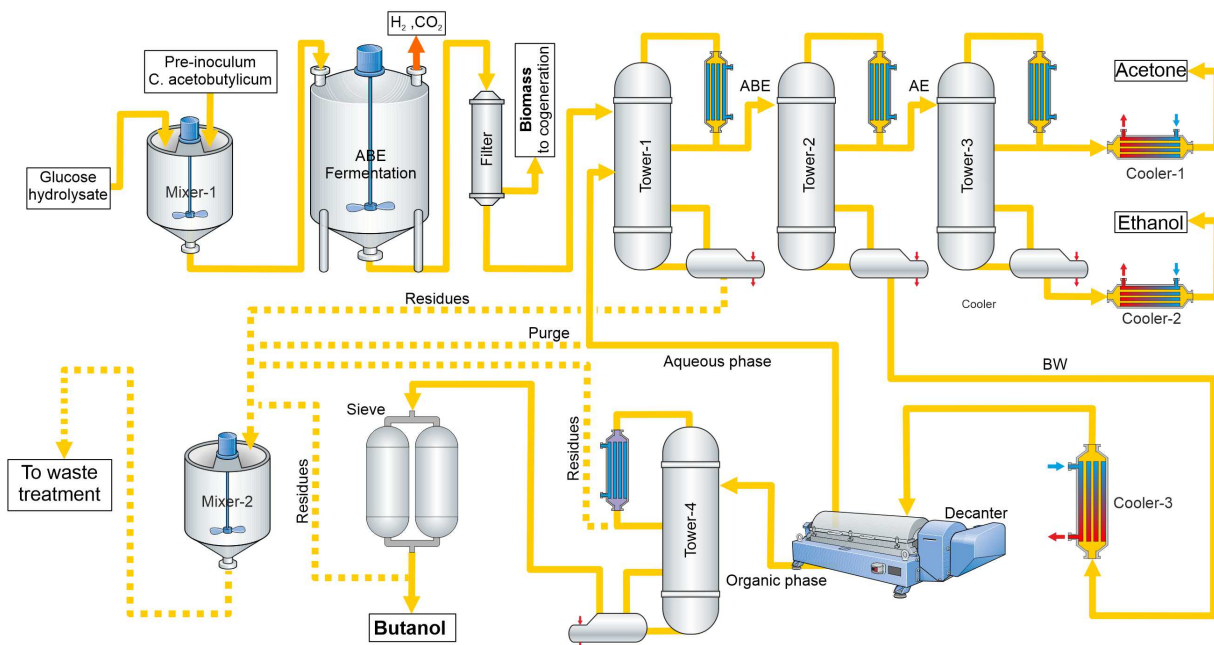 H₂ ,CO₂
Pre-inoculum
C. acetobutylicum
Glucose
hydrolysate
Mixer-1
ABE
Fermentation
Filter
Biomass
to cogeneration
Tower-1
ABE
Tower-2
AE
Tower-3
Acetone
Cooler-1
Ethanol
Cooler-2
Cooler
Residues
Purge
Aqueous phase
BW
Sieve
To waste
treatment
Mixer-2
Residues
Butanol
Residues
Tower-4
Organic phase
Decanter
Cooler-3